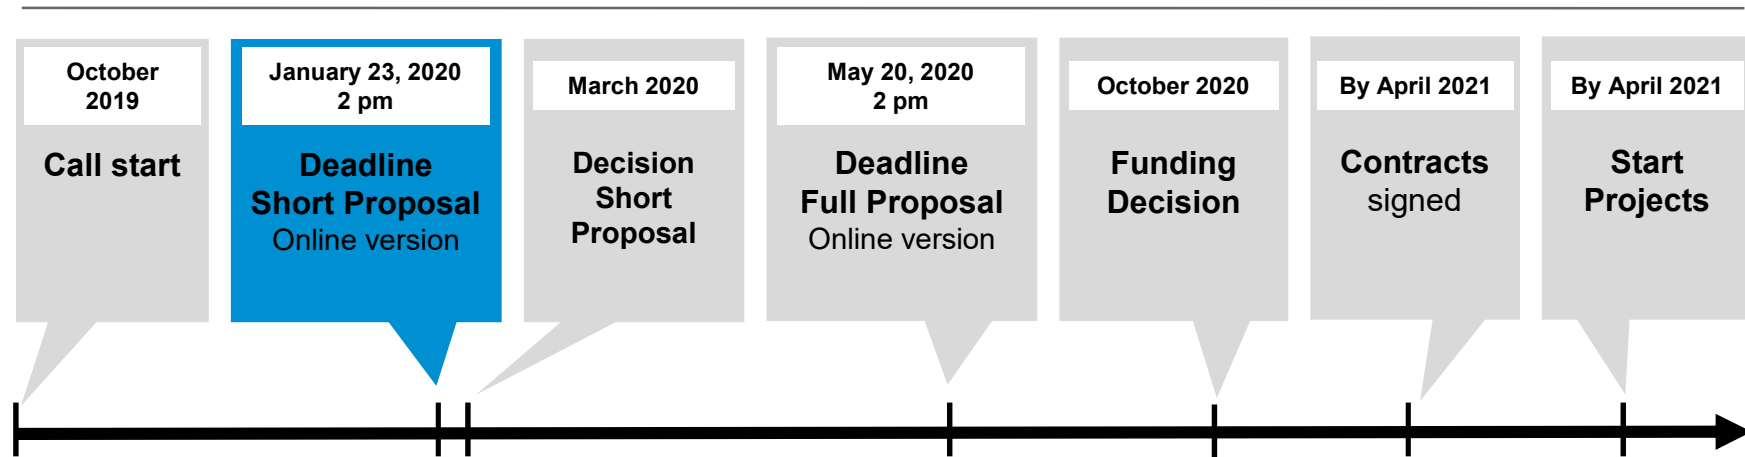 October
2019
Call start
January 23, 2020
2 pm
Deadline
Short Proposal
Online version
March 2020
Decision
Short
Proposal
May 20, 2020
2 pm
Deadline
Full Proposal
Online version
October 2020
Funding
Decision
By April 2021
Contracts
signed
By April 2021
Start
Projects